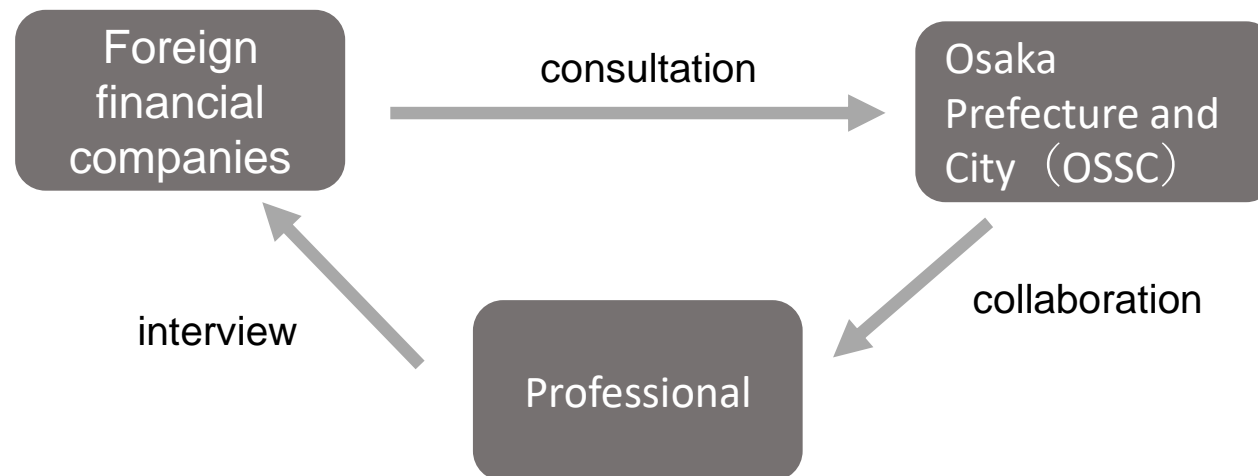 Foreign
financial
companies
consultation
Osaka
Prefecture and
City （OSSC）
interview
collaboration
Professional